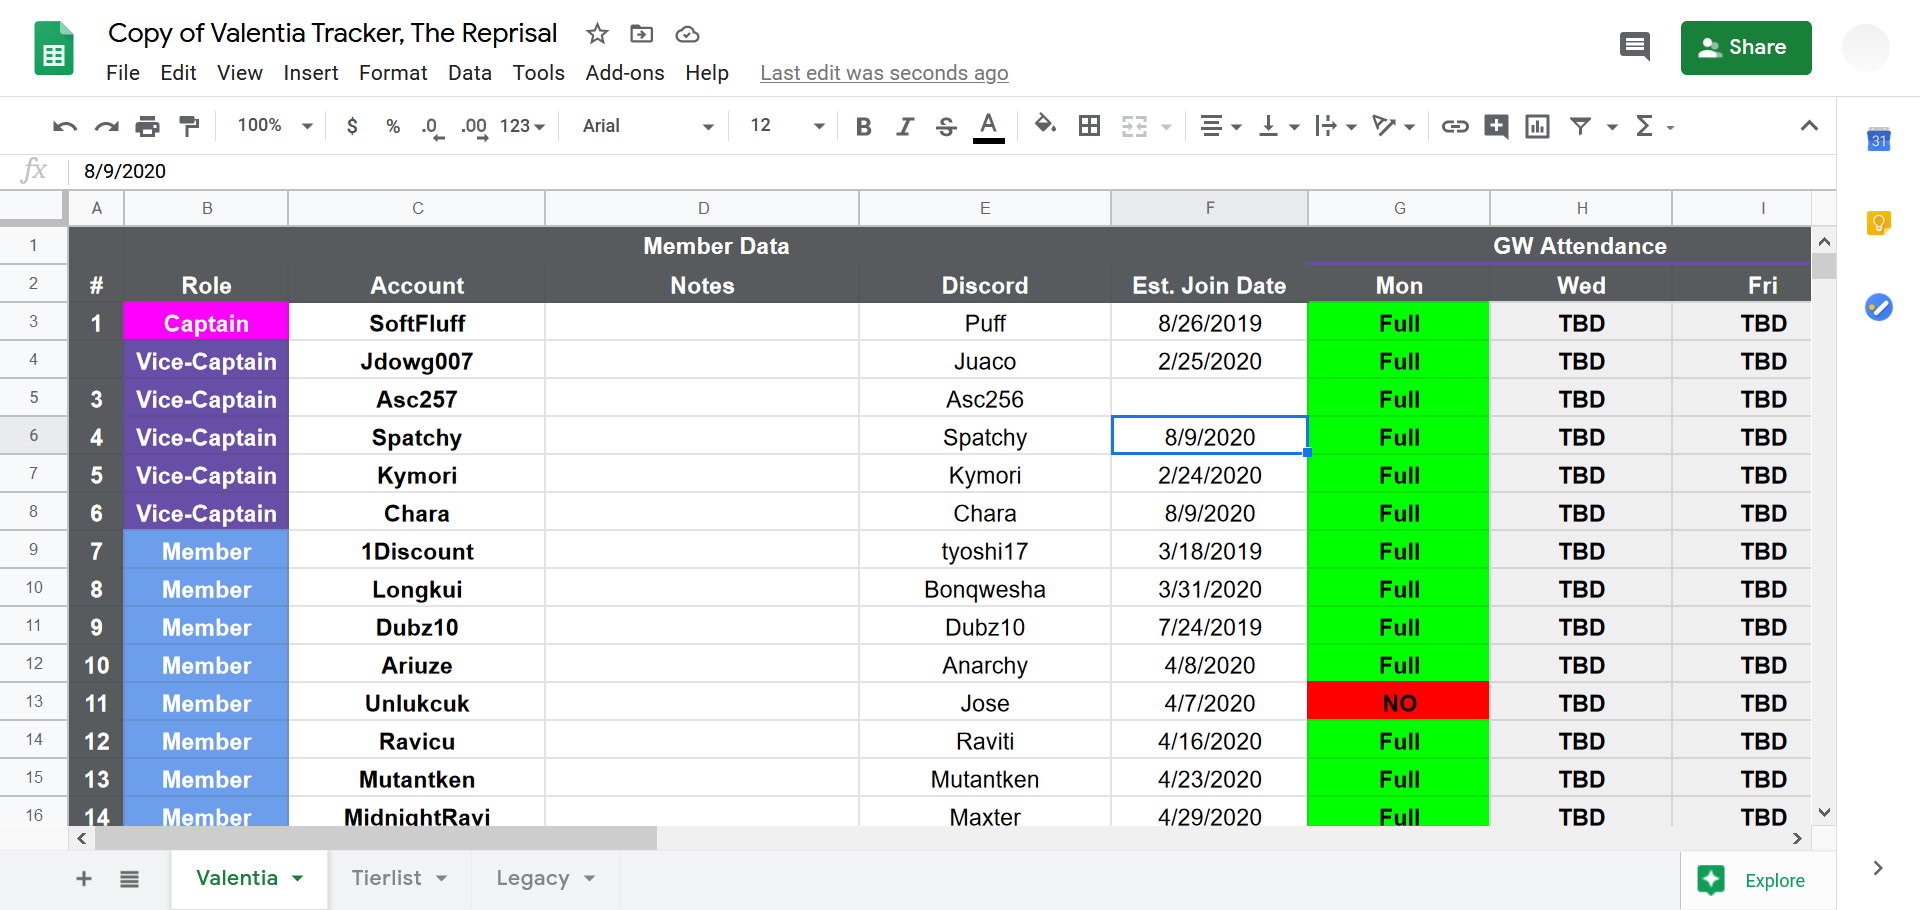 Copy of Valentia Tracker, The Reprisal
File Edit View Insert Format Data Tools Add-ons Help Last edit was seconds ago
Share
100% $ % .0 .00 123 Arial 12 B I S A Σ
31
fx 8/9/2020
A B C D E F G H I
1 Member Data GW Attendance
2 # Role Account Notes Discord Est. Join Date Mon Wed Fri
3 1 Captain SoftFluff Puff 8/26/2019 Full TBD TBD
4 Vice-Captain Jdowg007 Juaco 2/25/2020 Full TBD TBD
5 3 Vice-Captain Asc257 Asc256 Full TBD TBD
6 4 Vice-Captain Spatchy Spatchy 8/9/2020 Full TBD TBD
7 5 Vice-Captain Kymori Kymori 2/24/2020 Full TBD TBD
8 6 Vice-Captain Chara Chara 8/9/2020 Full TBD TBD
9 7 Member 1Discount tyoshi17 3/18/2019 Full TBD TBD
10 8 Member Longkui Bonqwesha 3/31/2020 Full TBD TBD
11 9 Member Dubz10 Dubz10 7/24/2019 Full TBD TBD
12 10 Member Ariuze Anarchy 4/8/2020 Full TBD TBD
13 11 Member Unlukcuk Jose 4/7/2020 NO TBD TBD
14 12 Member Ravicu Raviti 4/16/2020 Full TBD TBD
15 13 Member Mutantken Mutantken 4/23/2020 Full TBD TBD
16 14 Member MidnightRavi Maxter 4/29/2020 Full TBD TBD
Valentia Tierlist Legacy Explore